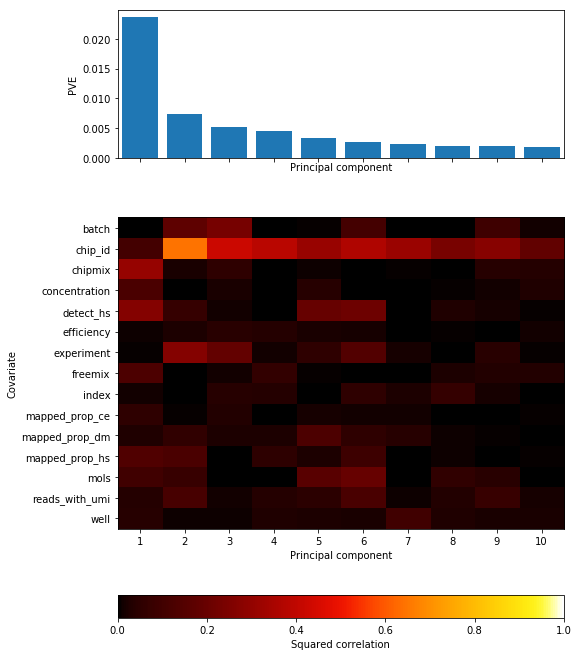 0.020
0.015
0.010
0.005
0.000
PVE
Principal component
batch
chip_id
chipmix
concentration
detect_hs
efficiency
experiment
freemix
index
mapped_prop_ce
mapped_prop_dm
mapped_prop_hs
mols
reads_with_umi
well
Covariate
1 2 3 4 5 6 7 8 9 10
Principal component
0.0 0.2 0.4 0.6 0.8 1.0
Squared correlation